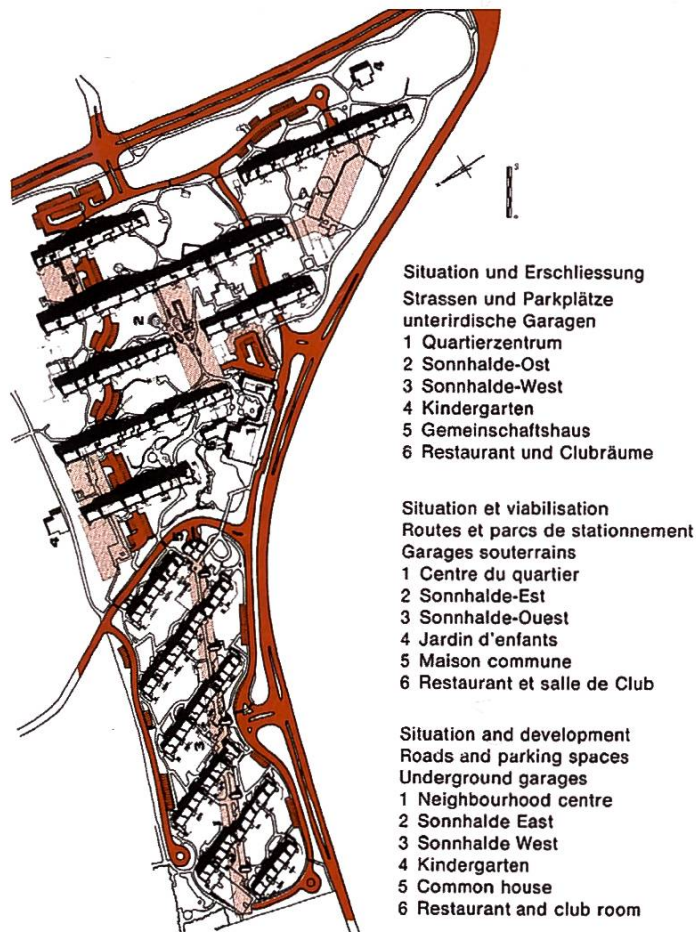 Situation und Erschliessung
Strassen und Parkplätze
unterirdische Garagen
1 Quartierzentrum
2 Sonnhalde-Ost
3 Sonnhalde-West
4 Kindergarten
5 Gemeinschaftshaus
6 Restaurant und Clubräume
Situation et viabilisation
Routes et parcs de stationnement
Garages souterrains
1 Centre du quartier
2 Sonnhalde-Est
3 Sonnhalde-Ouest
4 Jardin d'enfants
5 Maison commune
6 Restaurant et salle de Club
Situation and development
Roads and parking spaces
Underground garages
1 Neighbourhood centre
2 Sonnhalde East
3 Sonnhalde West
4 Kindergarten
5 Common house
6 Restaurant and club room